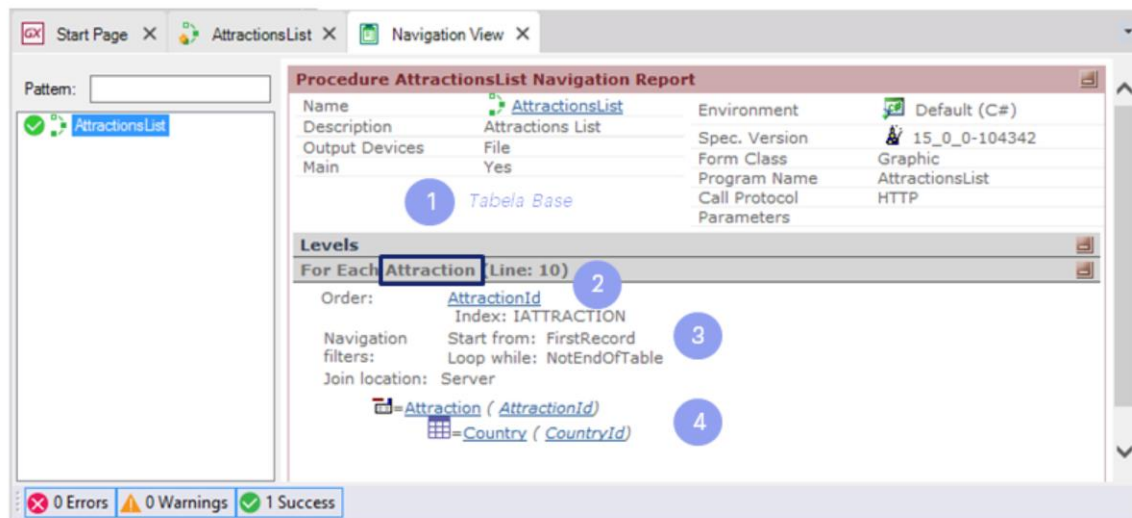 GX Start Page X AttractionsList X Navigation View X
Pattern:
AttractionsList
Procedure AttractionsList Navigation Report
Name AttractionsList
Description Attractions List
Output Devices File
Main Yes
Environment Default (C#)
Spec. Version 15_0_0-104342
Form Class Graphic
Program Name AttractionsList
Call Protocol HTTP
Parameters
1 Tabela Base
Levels
For Each Attraction (Line: 10)
2
Order: AttractionId
Index: IATTRACTION
Navigation filters: Start from: FirstRecord
Loop while: NotEndOfTable
3
Join location: Server
=Attraction ( AttractionId)
=Country ( CountryId)
4
0 Errors 0 Warnings 1 Success